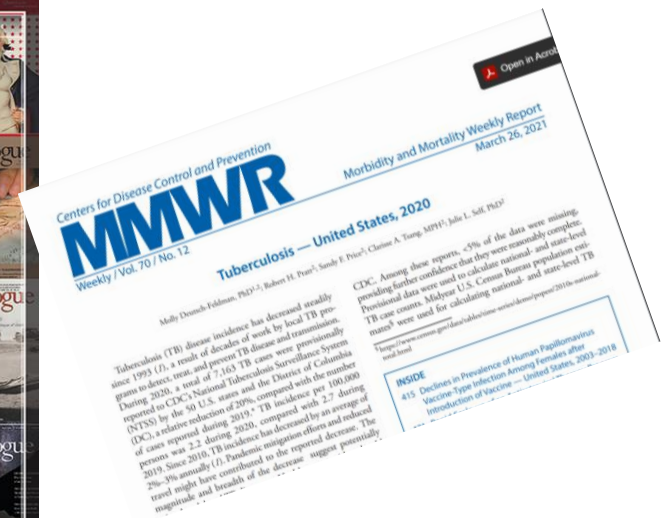 gue
ogue
ogue
ogue
Open in Acrob
Centers for Disease Control and Prevention
MMWR
Morbidity and Mortality Weekly Report
Weekly / Vol. 70 / No. 12
March 26, 2021
Tuberculosis — United States, 2020
Molly Deutsch-Feldman, PhD1,2; Robert H. Pratt2; Sandy F. Price2; Clarisse A. Tsang, MPH2; Julie L. Self, PhD2
Tuberculosis (TB) disease incidence has decreased steadily
since 1993 (1), a result of decades of work by local TB pro-
grams to detect, treat, and prevent TB disease and transmission.
During 2020, a total of 7,163 TB cases were provisionally
reported to CDC's National Tuberculosis Surveillance System
(NTSS) by the 50 U.S. states and the District of Columbia
(DC), a relative reduction of 20%, compared with the number
of cases reported during 2019.* TB incidence per 100,000
persons was 2.2 during 2020, compared with 2.7 during
2019. Since 2010, TB incidence has decreased by an average of
2%–3% annually (1). Pandemic mitigation efforts and reduced
travel might have contributed to the reported decrease. The
magnitude and breadth of the decrease suggest potentially
CDC. Among these reports, <5% of the data were missing,
providing further confidence that they were reasonably complete.
Provisional data were used to calculate national- and state-level
TB case counts. Midyear U.S. Census Bureau population esti-
mates§ were used for calculating national- and state-level TB
§ https://www.census.gov/data/tables/time-series/demo/popest/2010s-national-
total.html
INSIDE
415 Declines in Prevalence of Human Papillomavirus
Vaccine-Type Infection Among Females after
Introduction of Vaccine — United States, 2003–2018